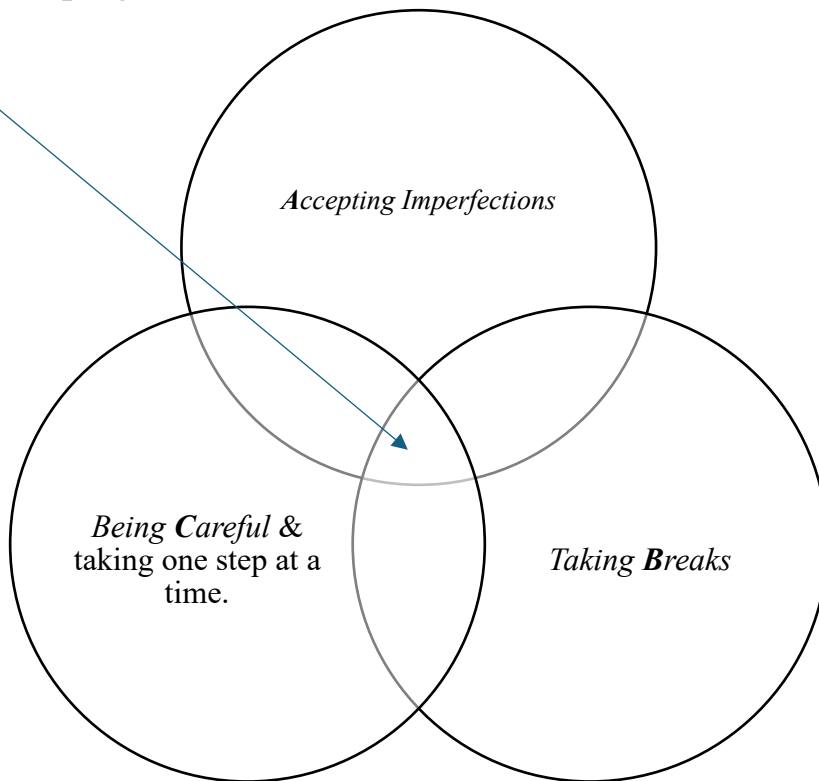 Accepting Imperfections
Being Careful &
taking one step at a
time.
Taking Breaks